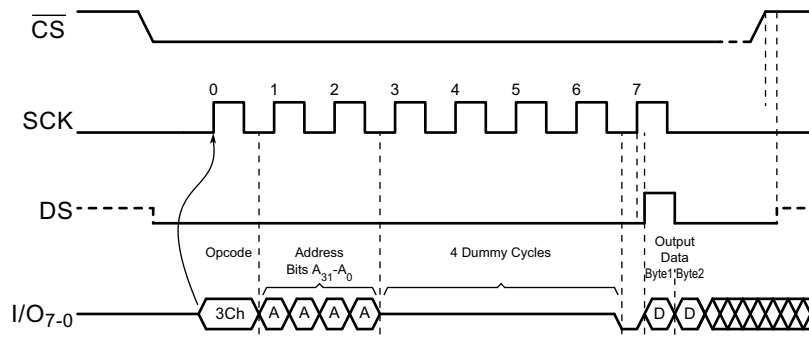 CS
0 1 2 3 4 5 6 7
SCK
DS
Opcode Address 4 Dummy Cycles Output
Bits A31-A0 Data
Byte1 Byte2
I/O7-0 3Ch A A A A D D